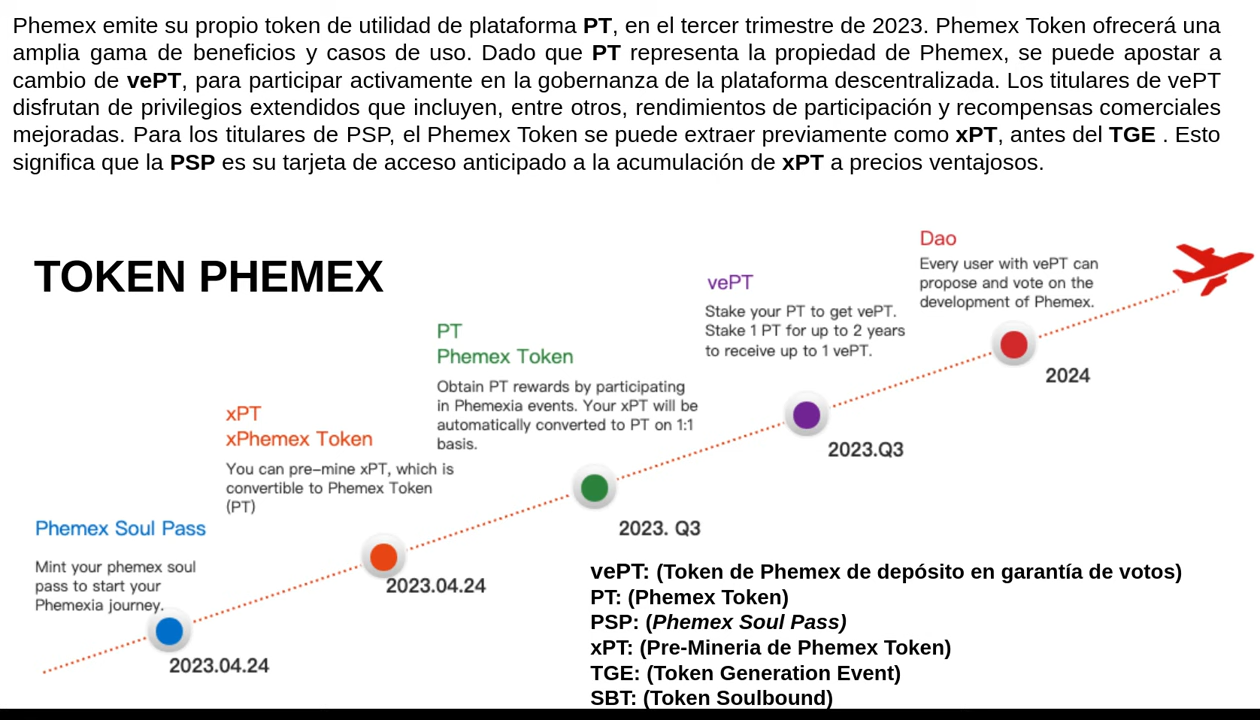 Phemex emite su propio token de utilidad de plataforma PT, en el tercer trimestre de 2023. Phemex Token ofrecerá una
amplia gama de beneficios y casos de uso. Dado que PT representa la propiedad de Phemex, se puede apostar a
cambio de vePT, para participar activamente en la gobernanza de la plataforma descentralizada. Los titulares de vePT
disfrutan de privilegios extendidos que incluyen, entre otros, rendimientos de participación y recompensas comerciales
mejoradas. Para los titulares de PSP, el Phemex Token se puede extraer previamente como xPT, antes del TGE . Esto
significa que la PSP es su tarjeta de acceso anticipado a la acumulación de xPT a precios ventajosos.
TOKEN PHEMEX
Phemex Soul Pass
Mint your phemex soul
pass to start your
Phemexia journey.
2023.04.24
xPT
xPhemex Token
You can pre-mine xPT, which is
convertible to Phemex Token
(PT)
2023.04.24
PT
Phemex Token
Obtain PT rewards by participating
in Phemexia events. Your xPT will be
automatically converted to PT on 1:1
basis.
2023. Q3
vePT
Stake your PT to get vePT.
Stake 1 PT for up to 2 years
to receive up to 1 vePT.
2023.Q3
Dao
Every user with vePT can
propose and vote on the
development of Phemex.
2024
vePT: (Token de Phemex de depósito en garantía de votos)
PT: (Phemex Token)
PSP: (Phemex Soul Pass)
xPT: (Pre-Mineria de Phemex Token)
TGE: (Token Generation Event)
SBT: (Token Soulbound)